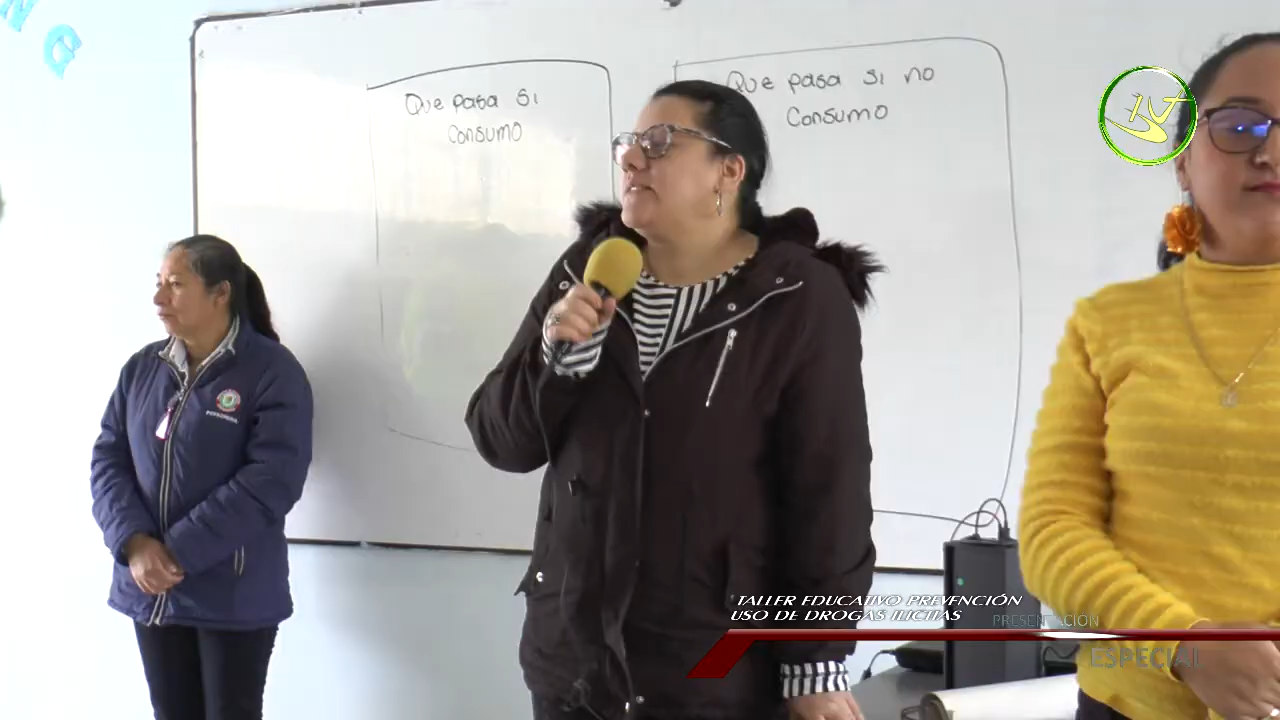 Que pasa si
Consumo
Que pasa si no
Consumo
TALLER EDUCATIVO PREVENCIÓN
USO DE DROGAS ILICITAS
PRESENTACIÓN
ESPECIAL